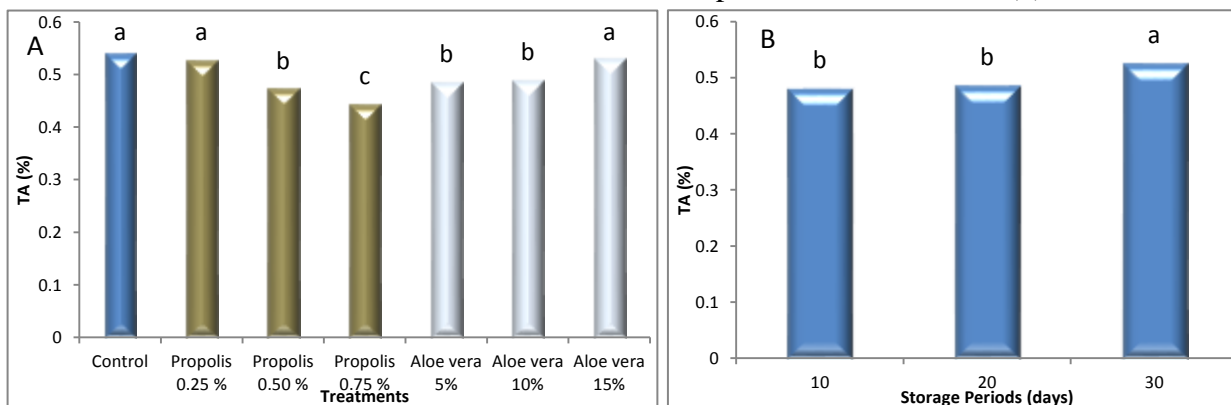 A
TA (%)
0.6
0.5
0.4
0.3
0.2
0.1
0
a
a
b
c
b
b
a
Control
Propolis
0.25 %
Propolis
0.50 %
Propolis
0.75 %
Aloe vera
5%
Aloe vera
10%
Aloe vera
15%
Treatments
B
TA (%)
0.6
0.5
0.4
0.3
0.2
0.1
0
b
b
a
10
20
30
Storage Periods (days)